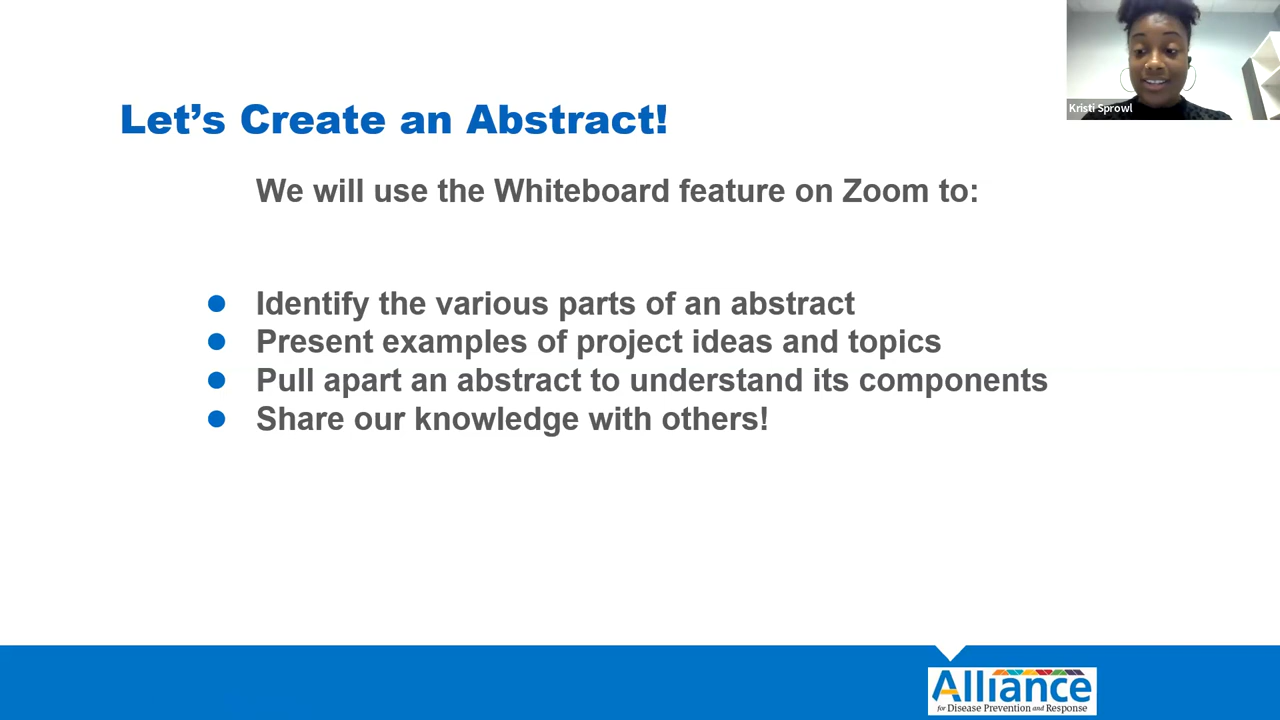 Kristi Sprowl
Let's Create an Abstract!
We will use the Whiteboard feature on Zoom to:
Identify the various parts of an abstract
Present examples of project ideas and topics
Pull apart an abstract to understand its components
Share our knowledge with others!
Alliance
for Disease Prevention and Response